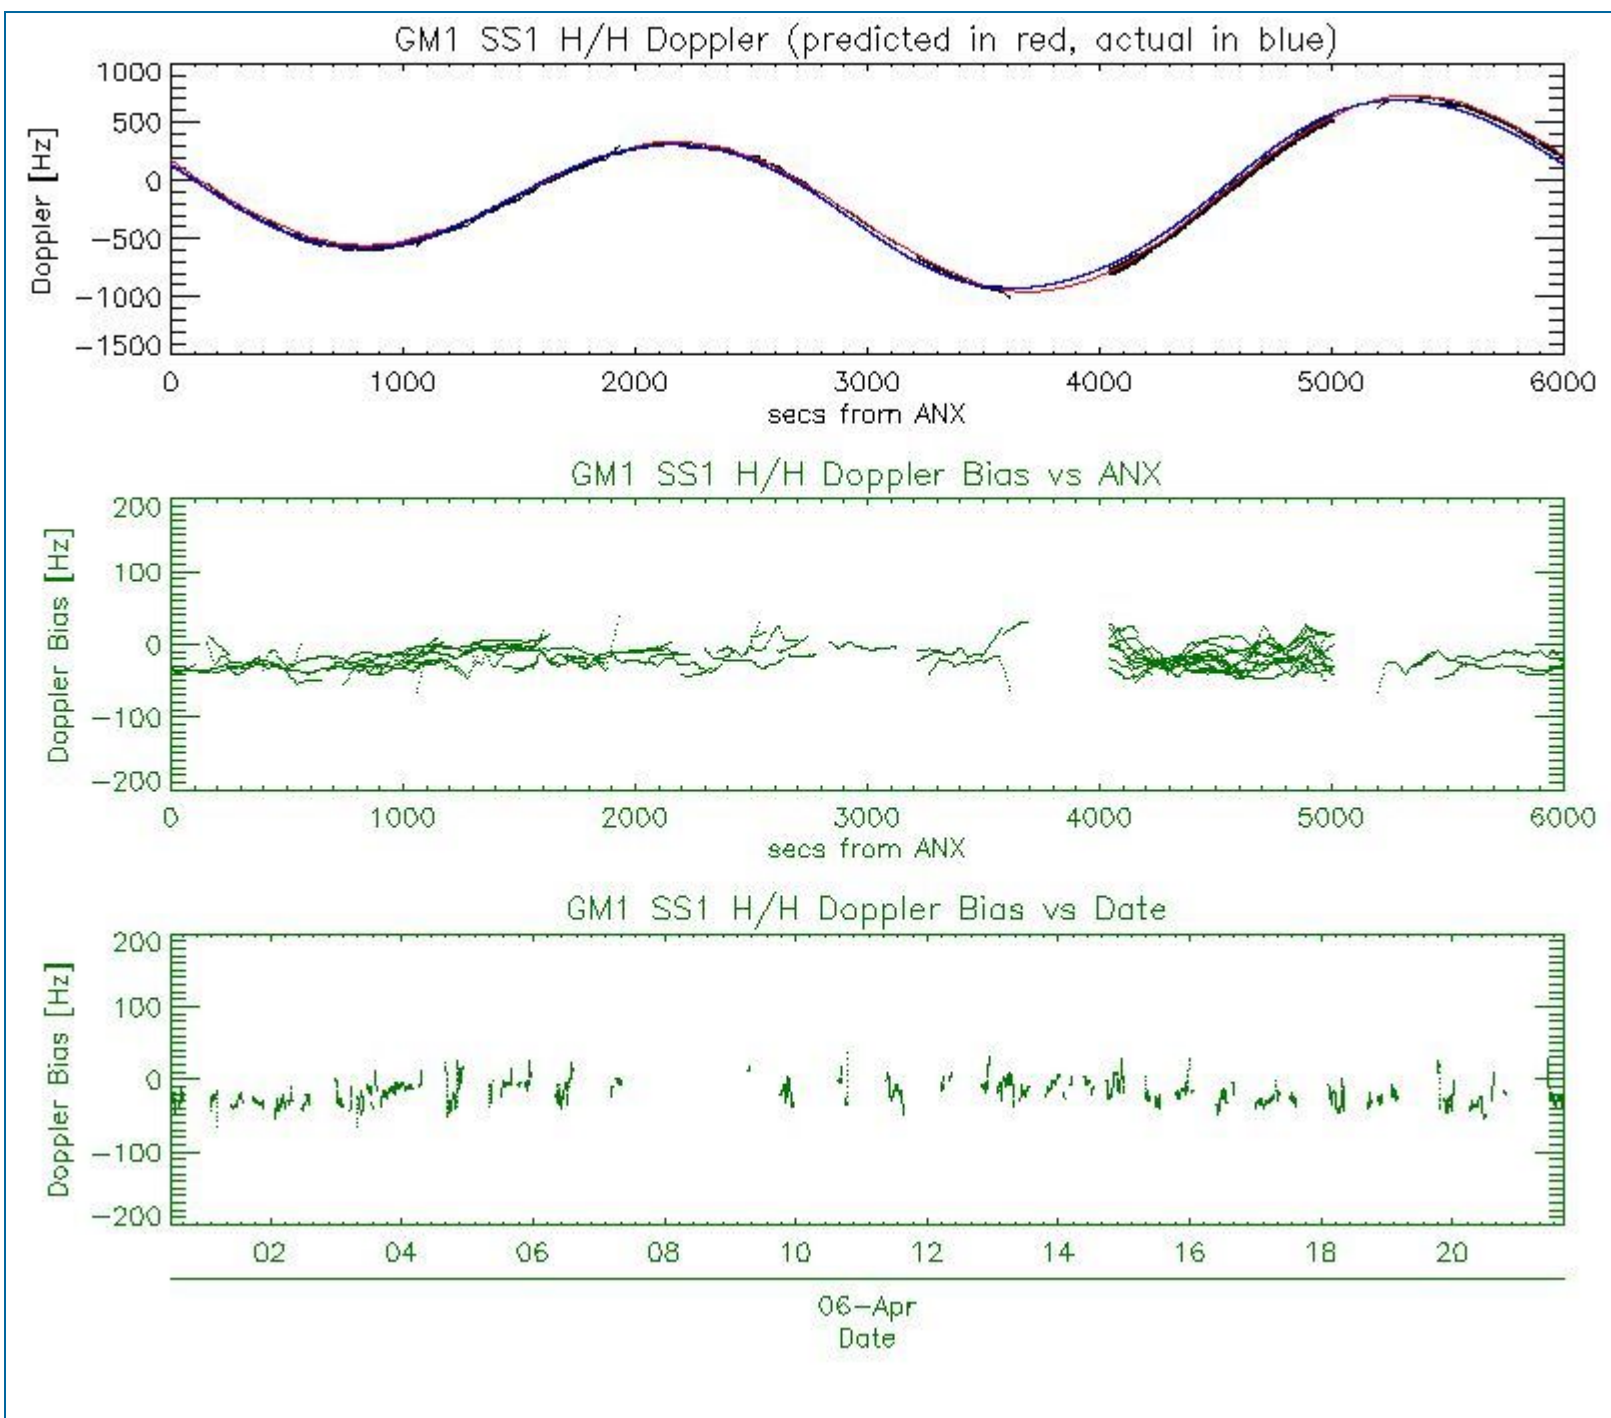 GM1 SS1 H/H Doppler (predicted in red, actual in blue)
1000
500
0
-500
-1000
-1500
Doppler [Hz]
0 1000 2000 3000 4000 5000 6000
secs from ANX
GM1 SS1 H/H Doppler Bias vs ANX
200
100
0
-100
-200
Doppler Bias [Hz]
0 1000 2000 3000 4000 5000 6000
secs from ANX
GM1 SS1 H/H Doppler Bias vs Date
200
100
0
-100
-200
Doppler Bias [Hz]
02 04 06 08 10 12 14 16 18 20
06-Apr
Date